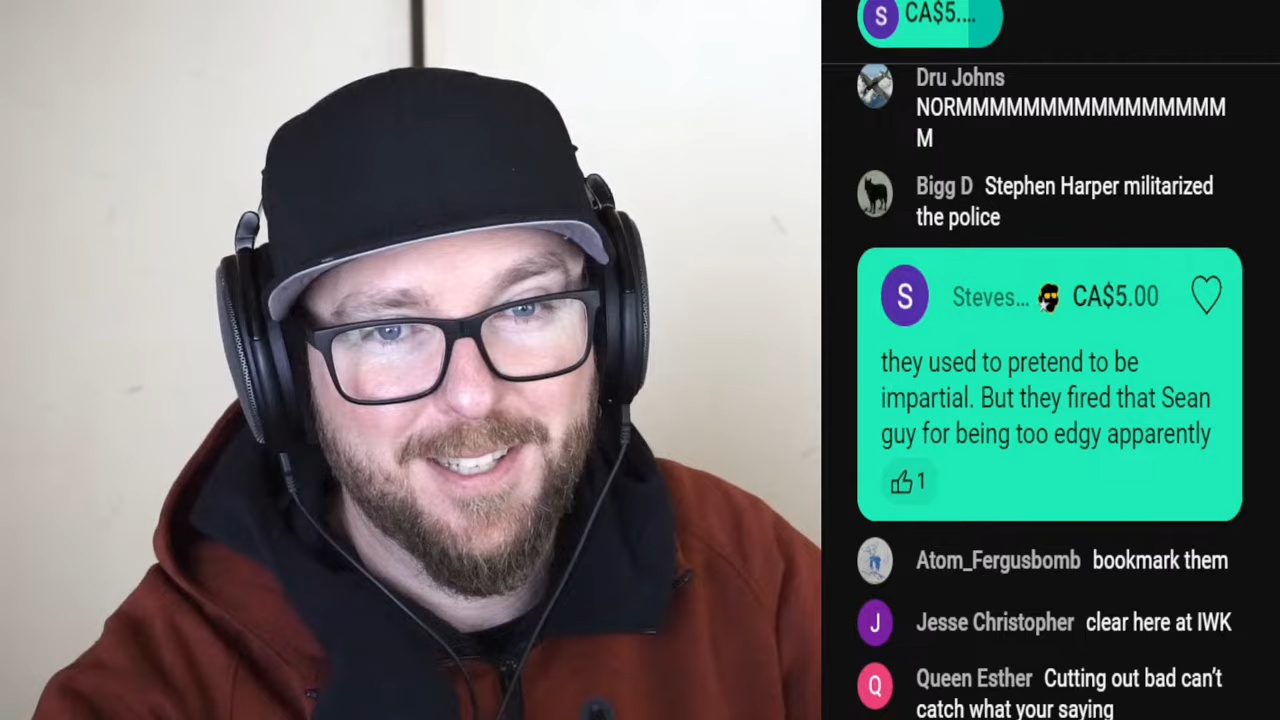 S CA$5....
Dru Johns
NORMMMMMMMMMMMMMMMM
M
Bigg D Stephen Harper militarized
the police
S Steves... CA$5.00
they used to pretend to be
impartial. But they fired that Sean
guy for being too edgy apparently
1
Atom_Fergusbomb bookmark them
J Jesse Christopher clear here at IWK
Q Queen Esther Cutting out bad can't
catch what your saying